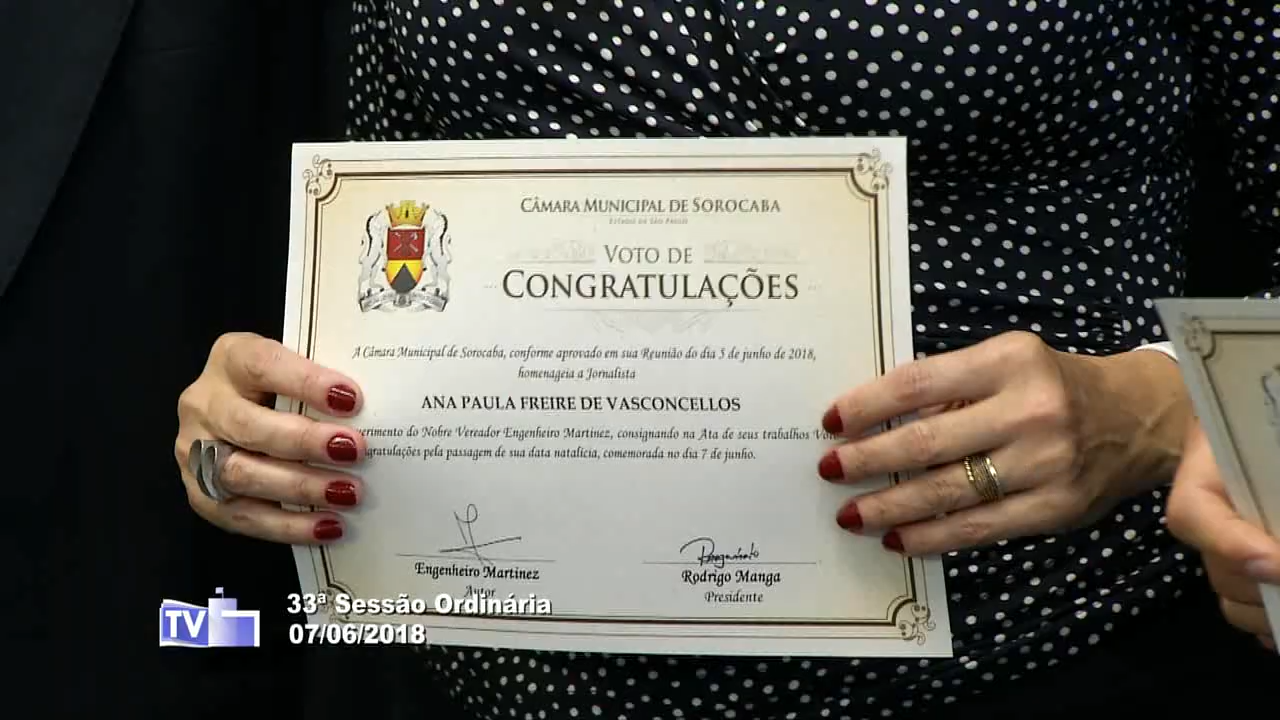 CÂMARA MUNICIPAL DE SOROCABA
ESTADO DE SÃO PAULO
VOTO DE
CONGRATULAÇÕES
A Câmara Municipal de Sorocaba, conforme aprovado em sua Reunião do dia 5 de junho de 2018,
homenageia a Jornalista
ANA PAULA FREIRE DE VASCONCELLOS
do Nobre Vereador Engenheiro Martinez, consignando na Ata de seus trabalhos
pela passagem de sua data natalícia, comemorada no dia 7 de junho.
Engenheiro Martinez
Rodrigo Manga
Autor
Presidente
TV
33ª Sessão Ordinária
07/06/2018